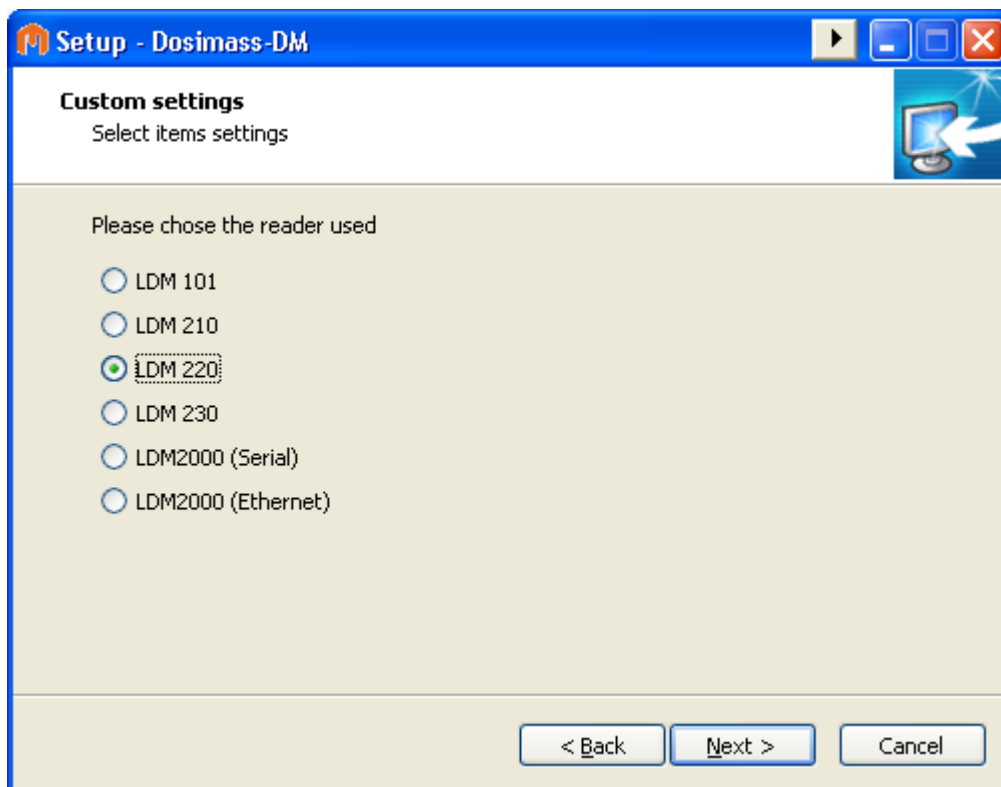 Setup - Dosimass-DM
Custom settings
Select items settings
Please chose the reader used
LDM 101
LDM 210
LDM 220
LDM 230
LDM2000 (Serial)
LDM2000 (Ethernet)
< Back Next > Cancel